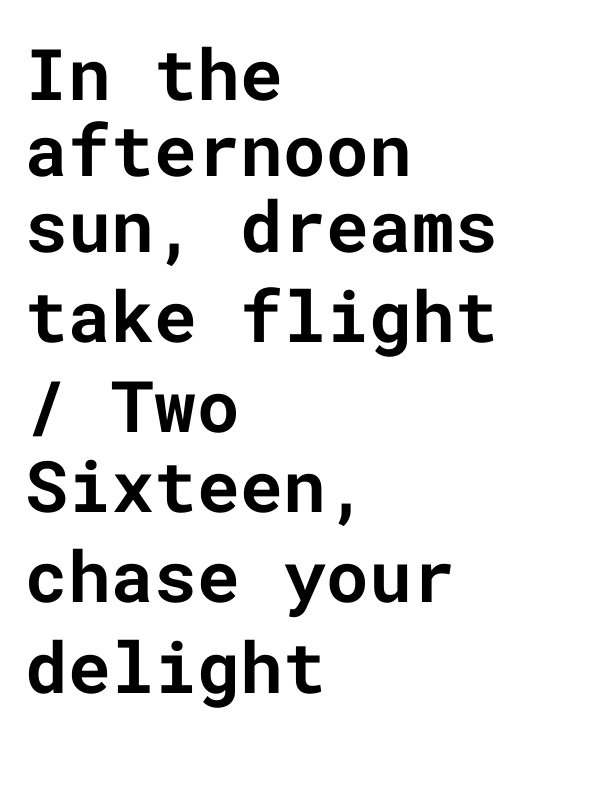 In the
afternoon
sun, dreams
take flight
/ Two
Sixteen,
chase your
delight